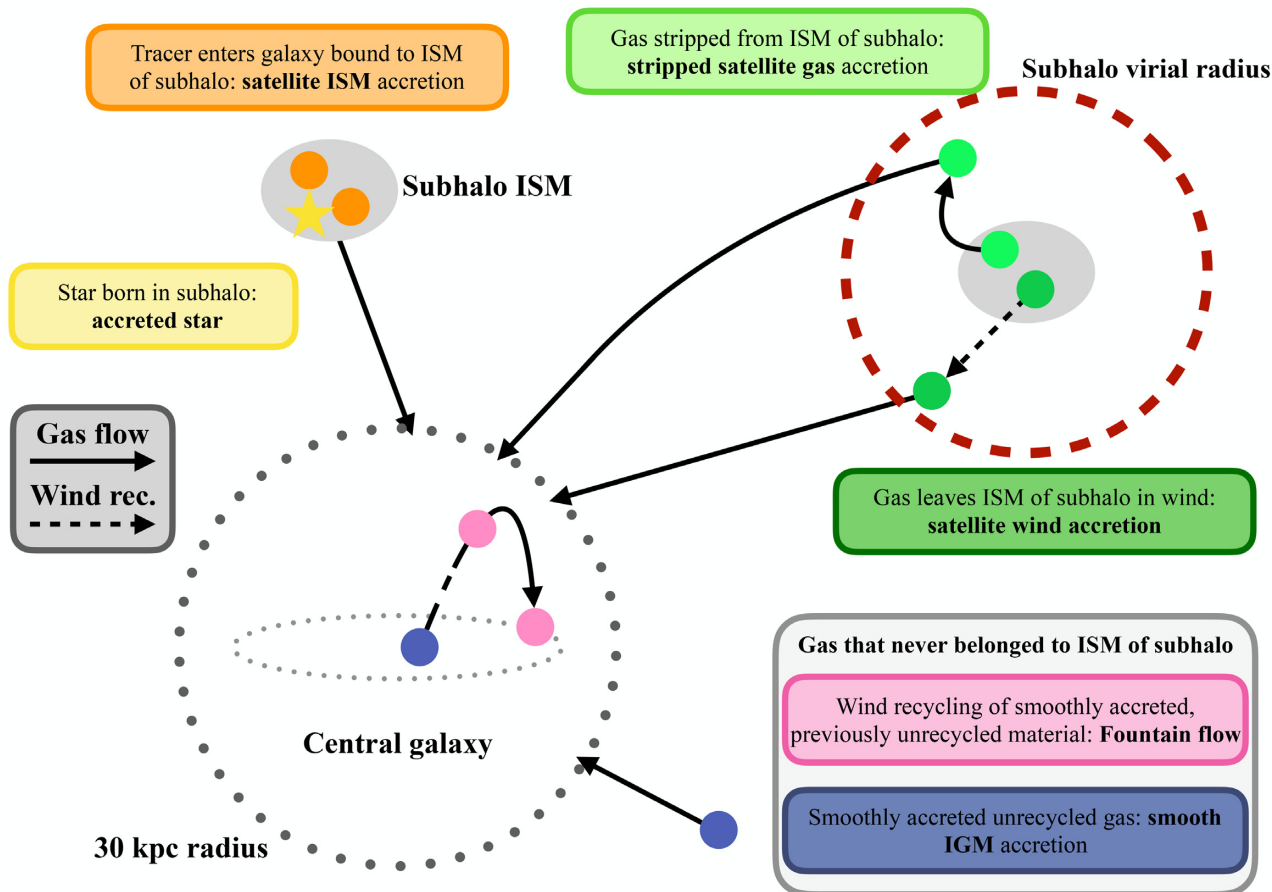 Tracer enters galaxy bound to ISM
of subhalo: satellite ISM accretion
Gas stripped from ISM of subhalo:
stripped satellite gas accretion
Subhalo virial radius
Subhalo ISM
Star born in subhalo:
accreted star
Gas flow
Wind rec.
Gas leaves ISM of subhalo in wind:
satellite wind accretion
Gas that never belonged to ISM of subhalo
Wind recycling of smoothly accreted,
previously unrecycled material: Fountain flow
Smoothly accreted unrecycled gas: smooth
IGM accretion
Central galaxy
30 kpc radius